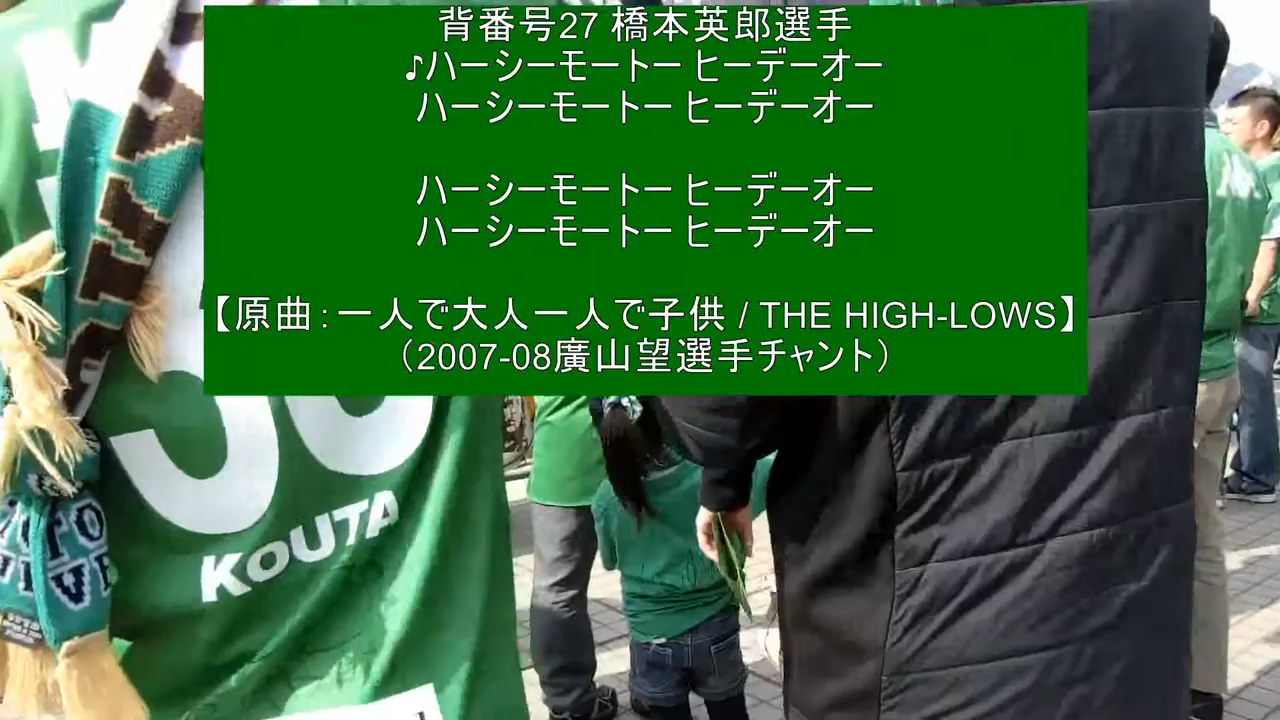 背番号27 橋本英郎選手
♪ハーシーモートー ヒーデーオー
ハーシーモートー ヒーデーオー
ハーシーモートー ヒーデーオー
ハーシーモートー ヒーデーオー
【原曲：一人で大人一人で子供 / THE HIGH-LOWS】
（2007-08廣山望選手チャント）
KOUTA